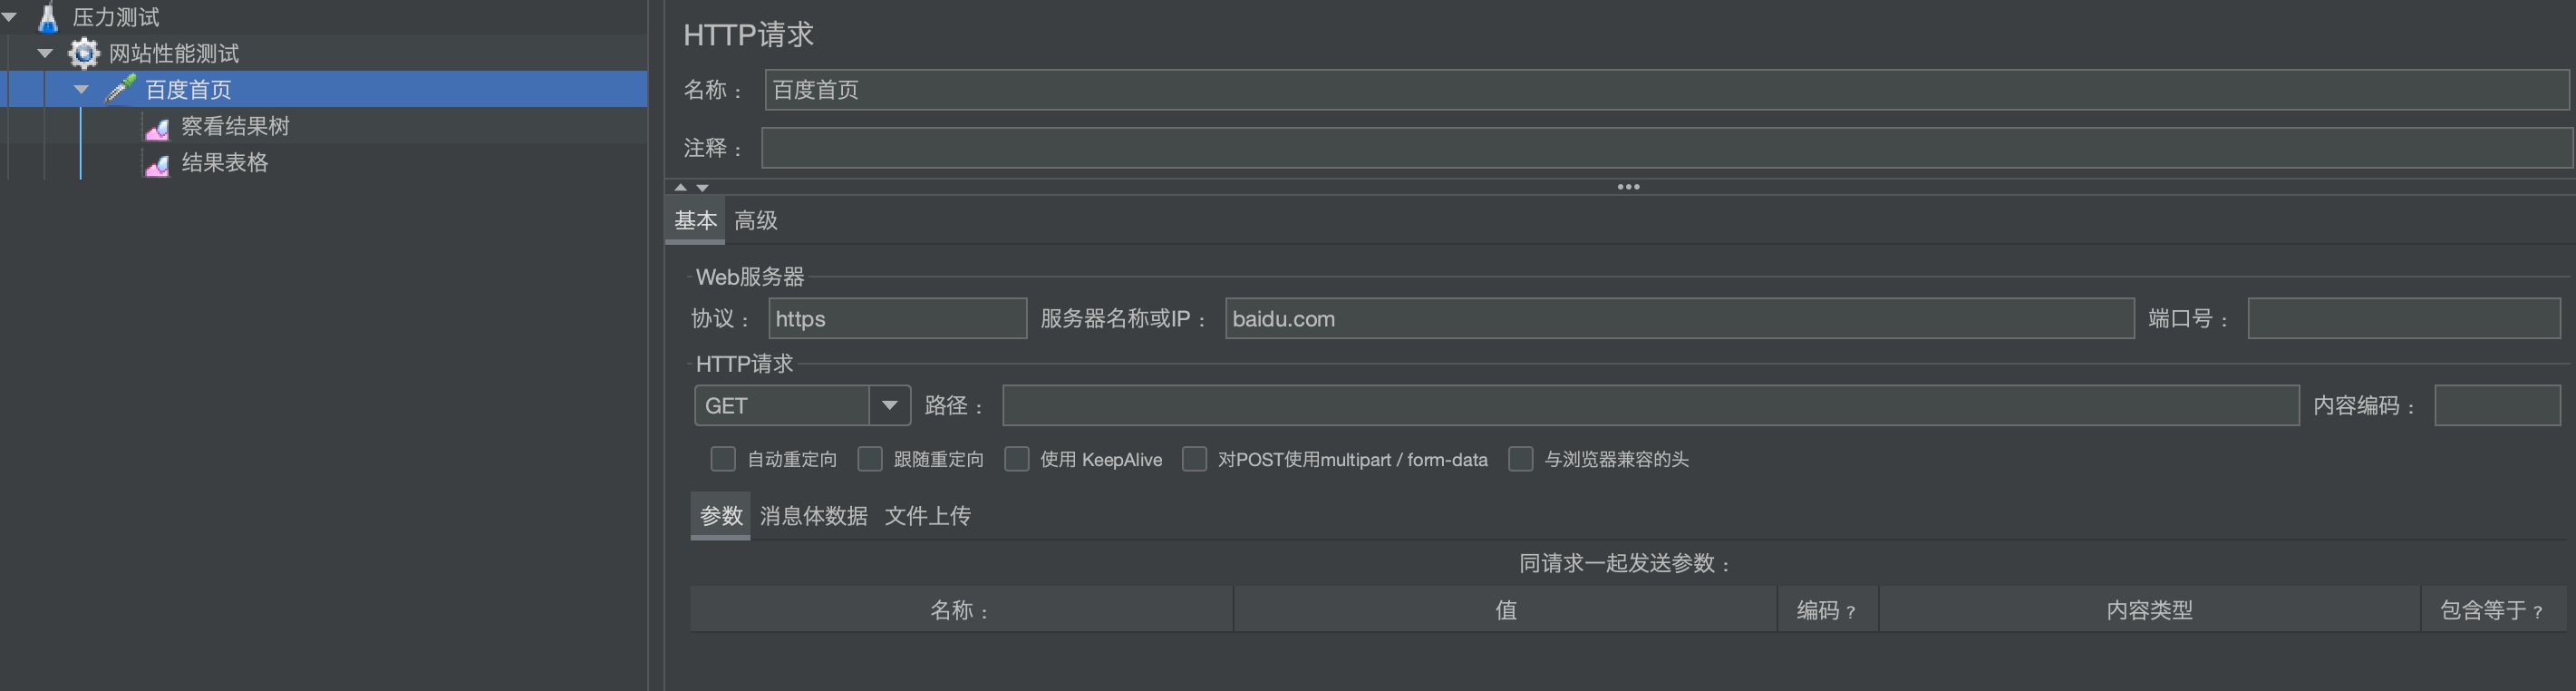 压力测试
网站性能测试
百度首页
察看结果树
结果表格
HTTP请求
名称： 百度首页
注释：
基本 高级
Web服务器
协议： https 服务器名称或IP： baidu.com 端口号：
HTTP请求
GET 路径： 内容编码：
自动重定向 跟随重定向 使用 KeepAlive 对POST使用multipart / form-data 与浏览器兼容的头
参数 消息体数据 文件上传
同请求一起发送参数：
名称： 值 编码？ 内容类型 包含等于？